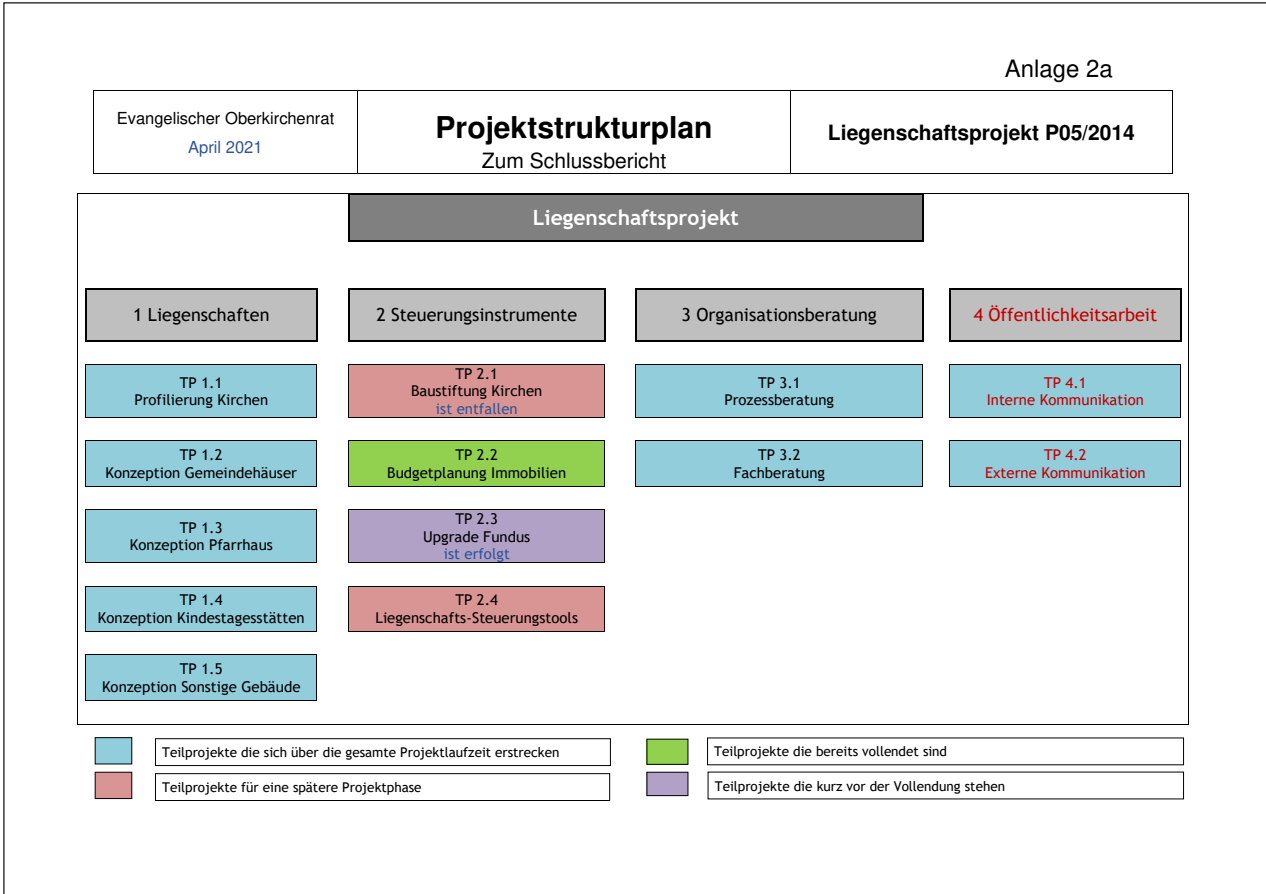 Anlage 2a
Evangelischer Oberkirchenrat
April 2021
Projektstrukturplan
Zum Schlussbericht
Liegenschaftsprojekt P05/2014
Liegenschaftsprojekt
1 Liegenschaften
2 Steuerungsinstrumente
3 Organisationsberatung
4 Öffentlichkeitsarbeit
TP 1.1
Profilierung Kirchen
TP 2.1
Baustiftung Kirchen
ist entfallen
TP 3.1
Prozessberatung
TP 4.1
Interne Kommunikation
TP 1.2
Konzeption Gemeindehäuser
TP 2.2
Budgetplanung Immobilien
TP 3.2
Fachberatung
TP 4.2
Externe Kommunikation
TP 1.3
Konzeption Pfarrhaus
TP 2.3
Upgrade Fundus
ist erfolgt
TP 1.4
Konzeption Kindestagesstätten
TP 2.4
Liegenschafts-Steuerungstools
TP 1.5
Konzeption Sonstige Gebäude
Teilprojekte die sich über die gesamte Projektlaufzeit erstrecken
Teilprojekte die bereits vollendet sind
Teilprojekte für eine spätere Projektphase
Teilprojekte die kurz vor der Vollendung stehen